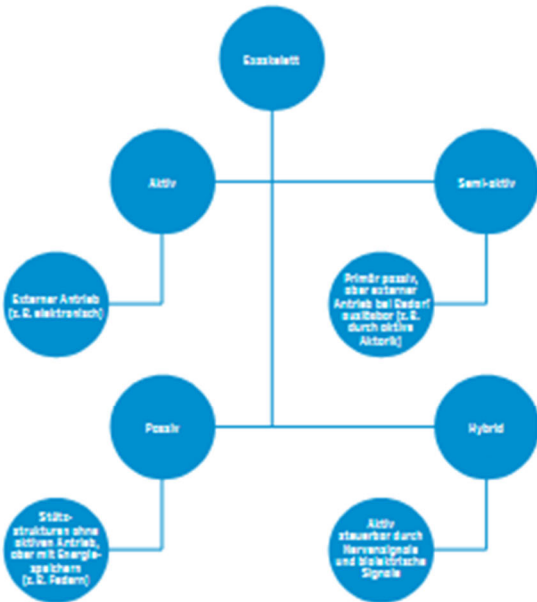 Exoskelett
Aktiv
Semi-aktiv
Externer Antrieb
(z. B. elektronisch)
Primär passiv,
aber externer
Antrieb bei Bedarf
auslösbar (z. B.
durch aktive
Aktorik)
Passiv
Hybrid
Stütz-
strukturen ohne
aktiven Antrieb,
aber mit Energie-
speichern
(z. B. Federn)
Aktiv
steuerbar durch
Nervensignale
und bioelektrische
Signale